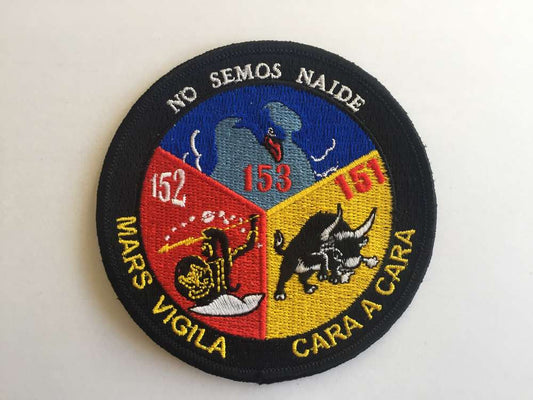 NO SEMOS NAIDE
152
153
151
MARS VIGILA
CARA A CARA